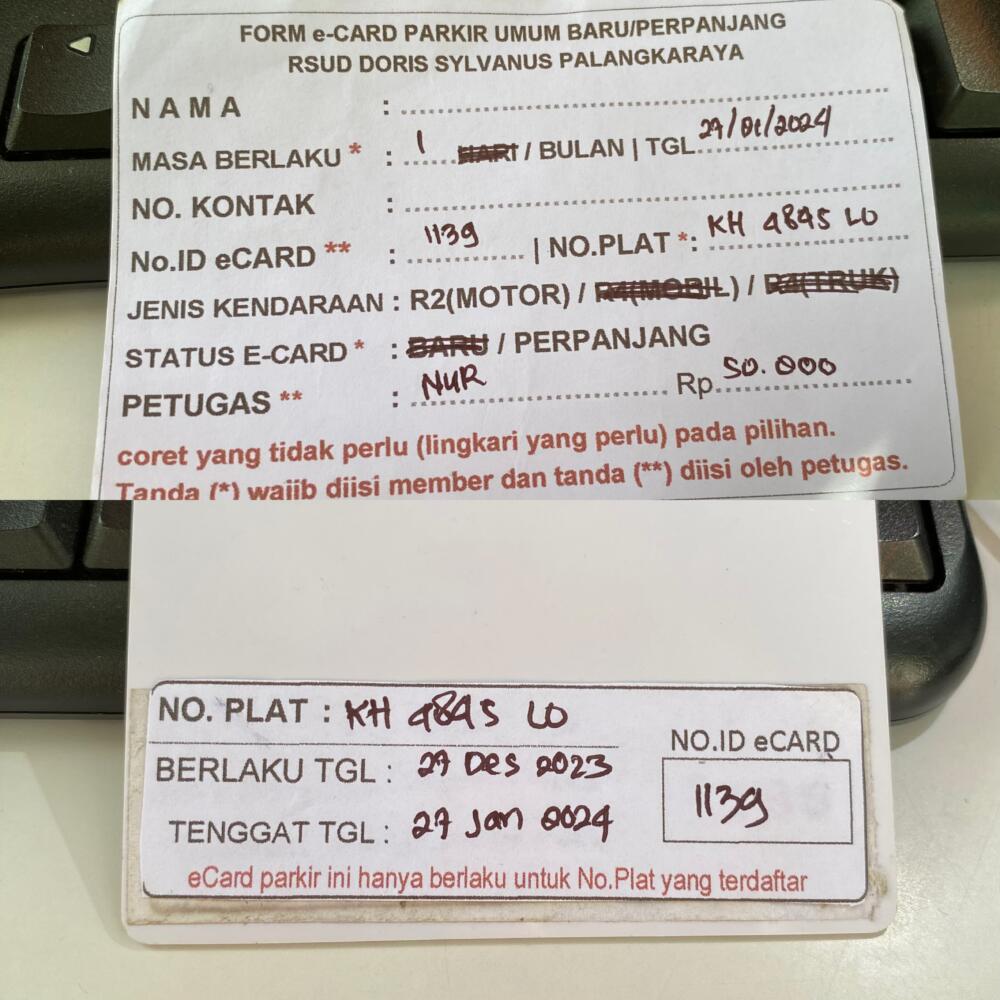 FORM e-CARD PARKIR UMUM BARU/PERPANJANG
RSUD DORIS SYLVANUS PALANGKARAYA
NAMA :
MASA BERLAKU * : 1 HARI / BULAN | TGL 27/01/2024
NO. KONTAK :
No.ID eCARD ** : 1139 | NO.PLAT *: KH 4845 LO
JENIS KENDARAAN : R2(MOTOR) / R4(MOBIL) / R4(TRUK)
STATUS E-CARD * : BARU / PERPANJANG
PETUGAS ** : NUR Rp. 50.000
coret yang tidak perlu (lingkari yang perlu) pada pilihan.
Tanda (*) wajib diisi member dan tanda (**) diisi oleh petugas.
NO. PLAT : KH 4845 LO
NO.ID eCARD
BERLAKU TGL : 27 Des 2023
1139
TENGGAT TGL : 27 Jan 2024
eCard parkir ini hanya berlaku untuk No.Plat yang terdaftar